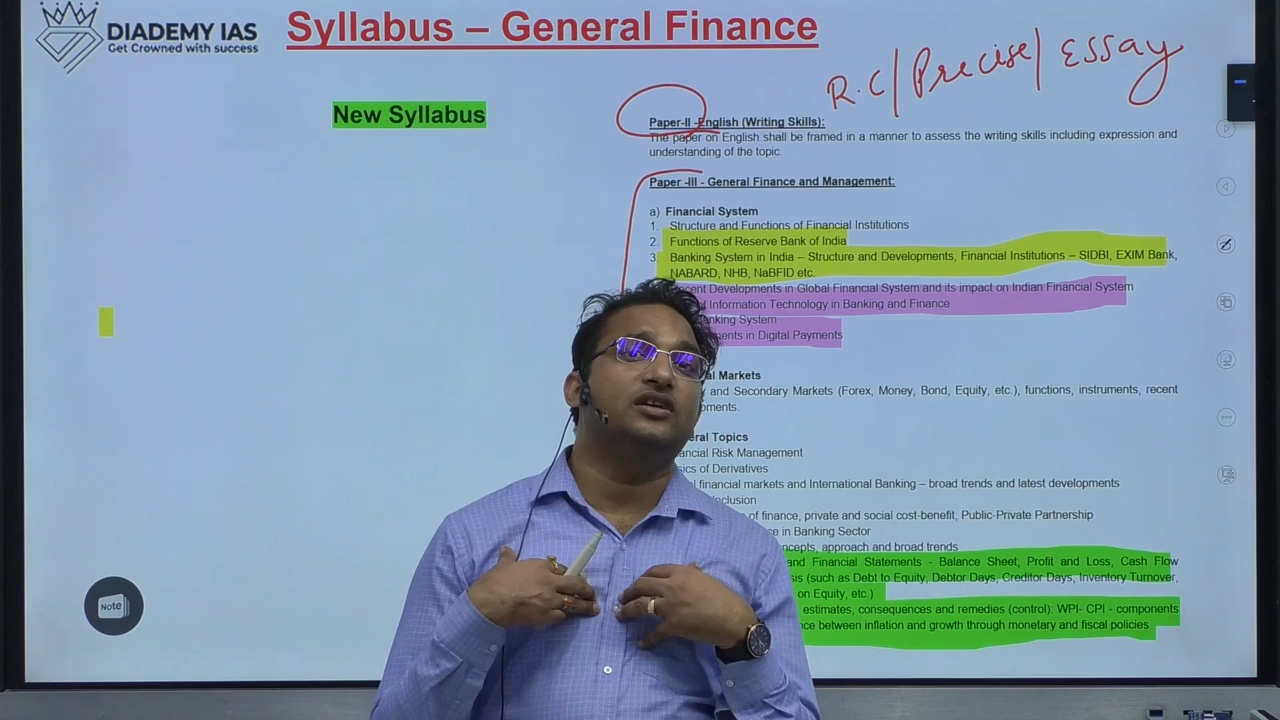 DIADEMY IAS
Get Crowned with success
Syllabus – General Finance
R.C/Precise/Essay
New Syllabus
Paper-II -English (Writing Skills):
The paper on English shall be framed in a manner to assess the writing skills including expression and
understanding of the topic.
Paper -III - General Finance and Management:
a) Financial System
1. Structure and Functions of Financial Institutions
2. Functions of Reserve Bank of India
3. Banking System in India – Structure and Developments, Financial Institutions – SIDBI, EXIM Bank,
NABARD, NHB, NaBFID etc.
Developments in Global Financial System and its impact on Indian Financial System
of Information Technology in Banking and Finance
System
in Digital Payments
Markets
and Secondary Markets (Forex, Money, Bond, Equity, etc.), functions, instruments, recent
Topics
Risk Management
of Derivatives
financial markets and International Banking – broad trends and latest developments
of finance, private and social cost-benefit, Public-Private Partnership
in Banking Sector
approach and broad trends
and Financial Statements - Balance Sheet, Profit and Loss, Cash Flow
(such as Debt to Equity, Debtor Days, Creditor Days, Inventory Turnover,
on Equity, etc.)
estimates, consequences and remedies (control): WPI- CPI - components
between inflation and growth through monetary and fiscal policies
Note